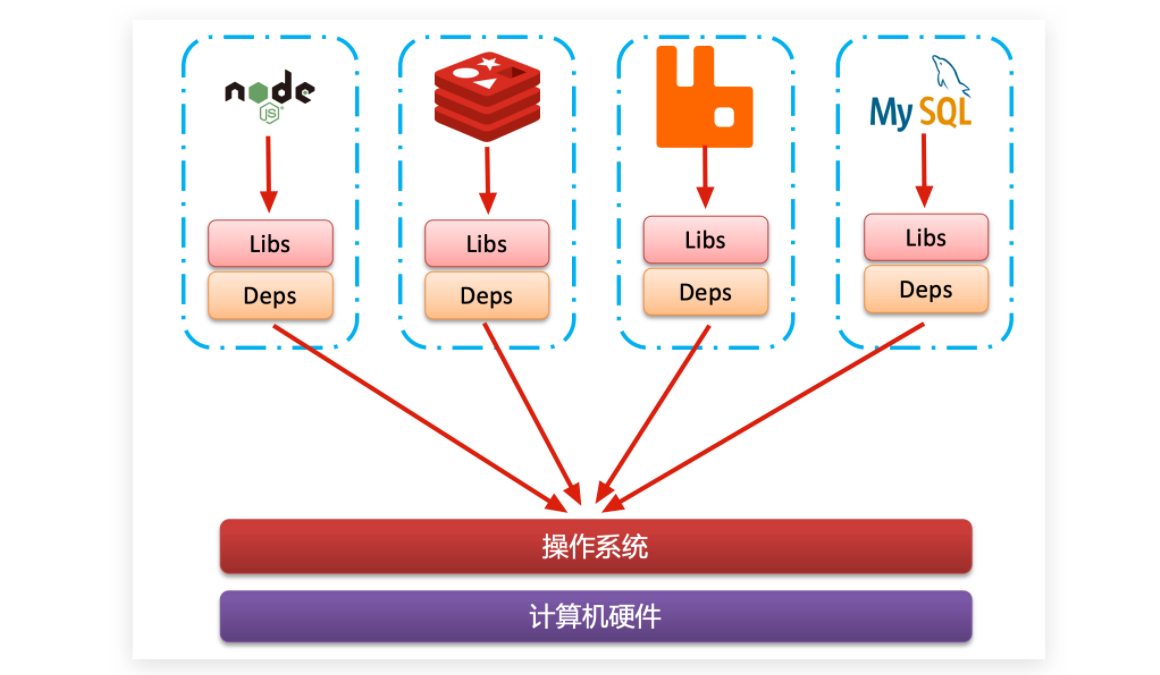 node
JS
MySQL
Libs
Libs
Libs
Libs
Deps
Deps
Deps
Deps
操作系统
计算机硬件